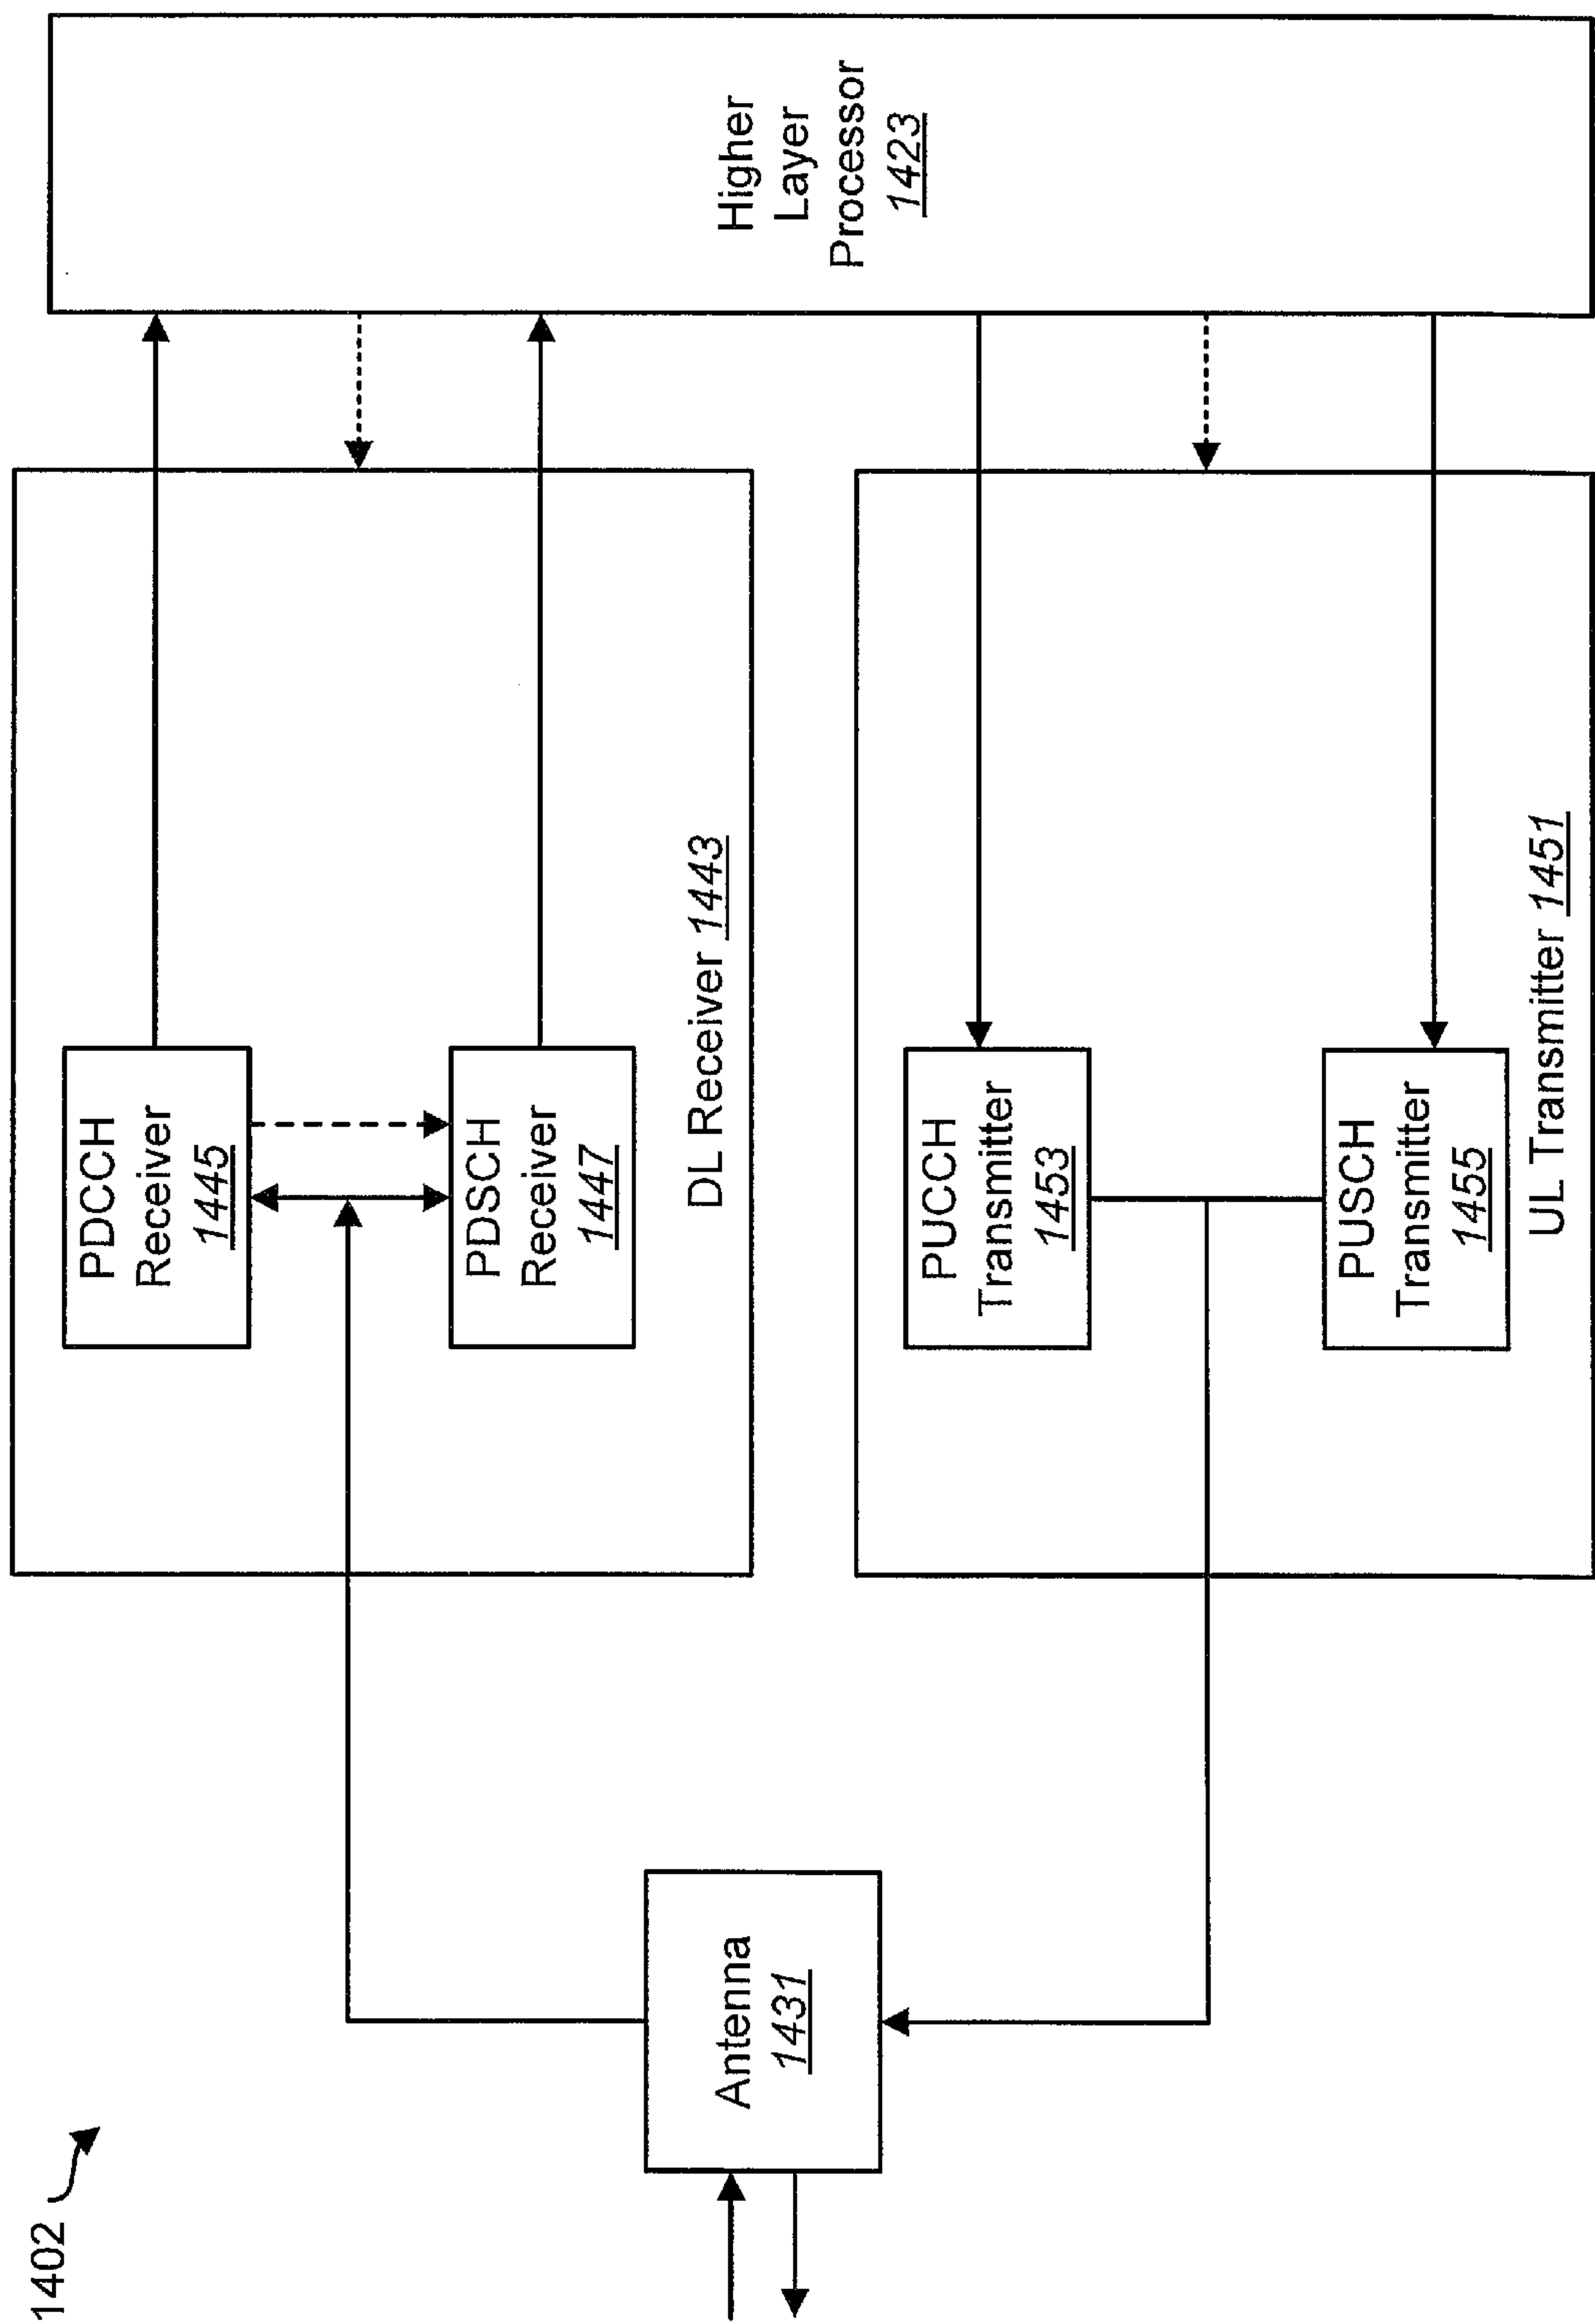 1402
Antenna
1431
PDCCH
Receiver
1445
PDSCH
Receiver
1447
DL Receiver 1443
PUCCH
Transmitter
1453
PUSCH
Transmitter
1455
UL Transmitter 1451
Higher
Layer
Processor
1423